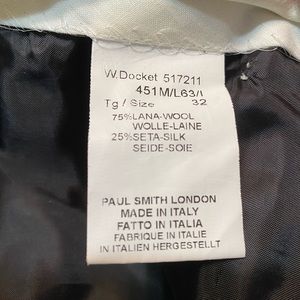 W.Docket 517211
451M/L63/I
Tg / Size 32
75%LANA-WOOL
WOLLE-LAINE
25%SETA-SILK
SEIDE-SOIE
PAUL SMITH LONDON
MADE IN ITALY
FATTO IN ITALIA
FABRIQUE IN ITALIE
IN ITALIEN HERGESTELLT